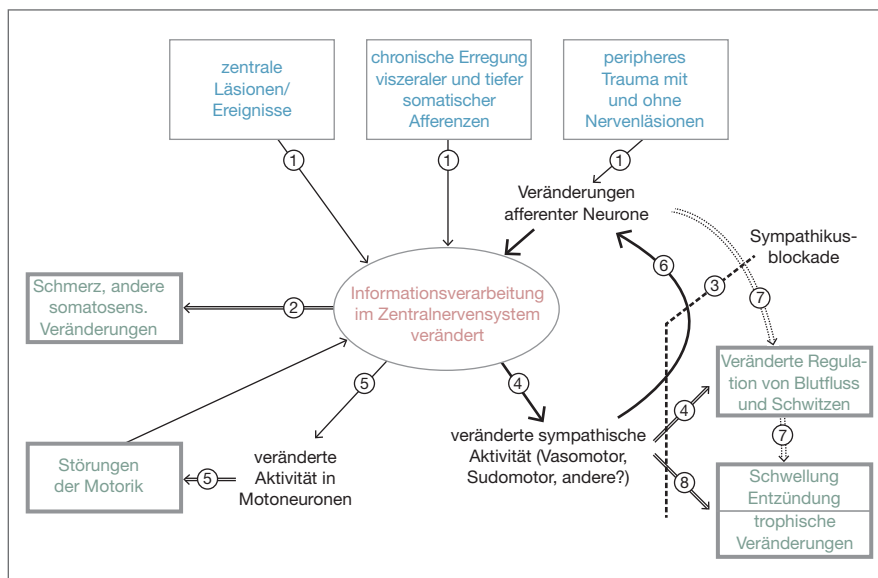 zentrale
Läsionen/
Ereignisse
chronische Erregung
viszeraler und tiefer
somatischer
Afferenzen
peripheres
Trauma mit
und ohne
Nervenläsionen
1
1
1
Veränderungen
afferenter Neurone
Sympathikus-
blockade
6
3
7
Schmerz, andere
somatosens.
Veränderungen
2
Informationsverarbeitung
im Zentralnervensystem
verändert
Veränderte Regula-
tion von Blutfluss
und Schwitzen
5
4
4
7
Störungen
der Motorik
5
veränderte
Aktivität in
Motoneuronen
veränderte sympathische
Aktivität (Vasomotor,
Sudomotor, andere?)
8
Schwellung
Entzündung
trophische
Veränderungen